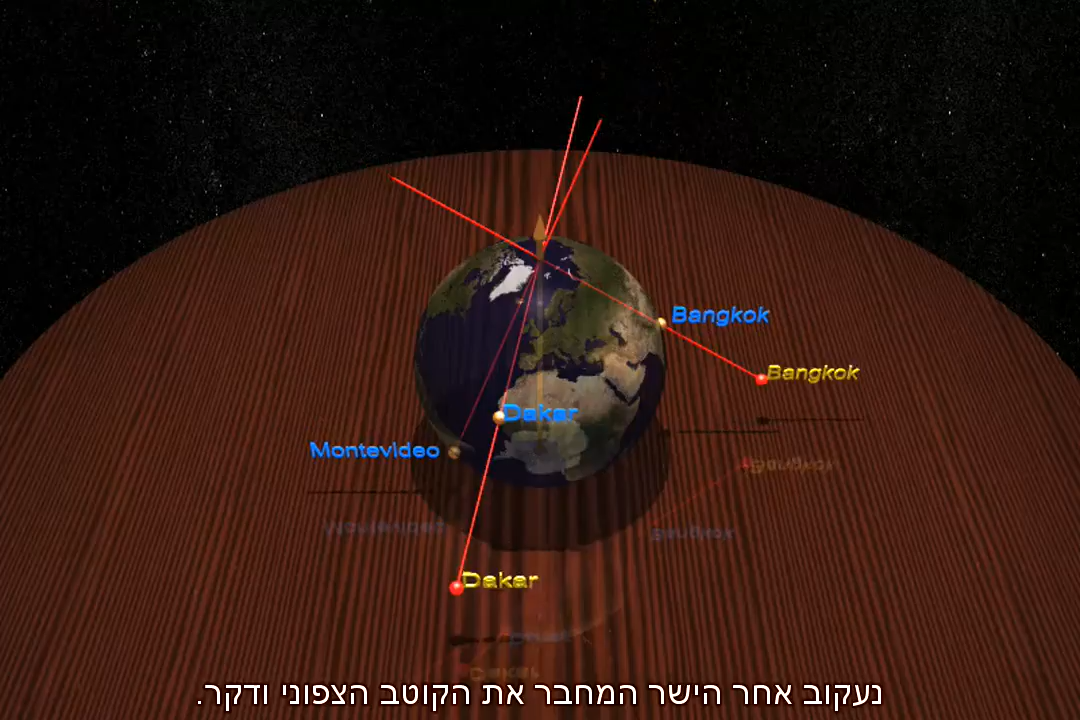 Bangkok
Bangkok
Dakar
Montevideo
Dakar
נעקוב אחר הישר המחבר את הקוטב הצפוני ודקר.